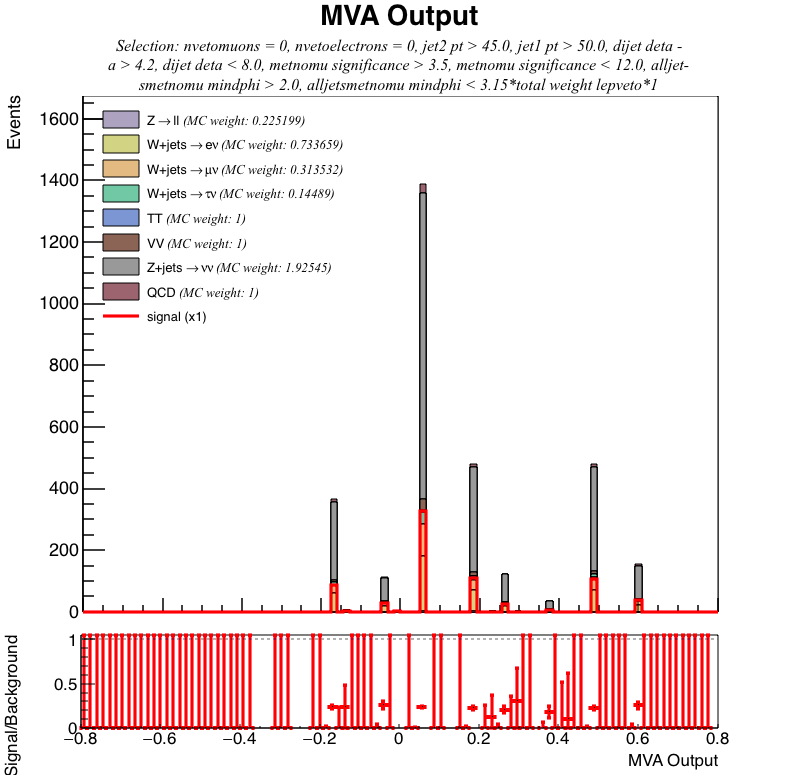 MVA Output
Selection: nvetomuons = 0, nvetoelectrons = 0, jet2 pt > 45.0, jet1 pt > 50.0, dijet deta -
a > 4.2, dijet deta < 8.0, metnomu significance > 3.5, metnomu significance < 12.0, alljet-
smetnomu mindphi > 2.0, alljetsmetnomu mindphi < 3.15*total weight lepveto*1
Events
1600
1400
1200
1000
800
600
400
200
0
Z→ll (MC weight: 0.225199)
W+jets→eν (MC weight: 0.733659)
W+jets→μν (MC weight: 0.313532)
W+jets→τν (MC weight: 0.14489)
TT (MC weight: 1)
VV (MC weight: 1)
Z+jets→νν (MC weight: 1.92545)
QCD (MC weight: 1)
signal (x1)
Signal/Background
1
0.5
0
−0.8 −0.6 −0.4 −0.2 0 0.2 0.4 0.6 0.8
MVA Output